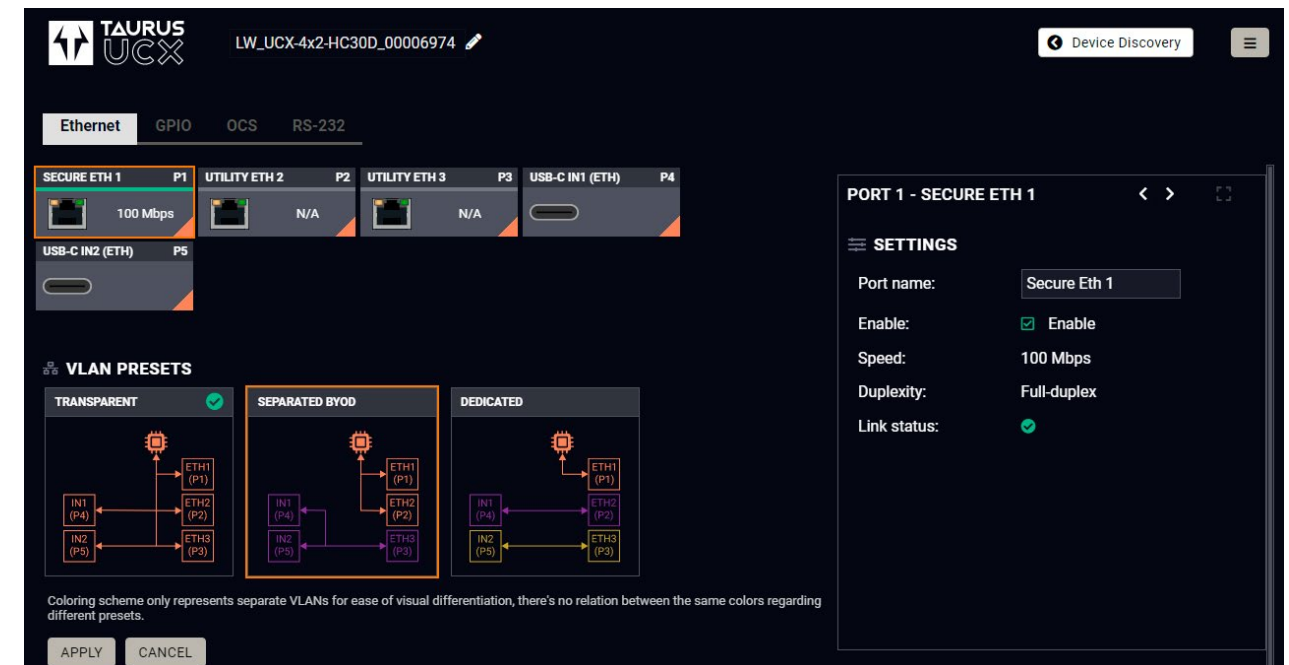 TAURUS
UCX
LW_UCX-4x2-HC30D_00006974
Device Discovery
Ethernet GPIO OCS RS-232
SECURE ETH 1 P1 UTILITY ETH 2 P2 UTILITY ETH 3 P3 USB-C IN1 (ETH) P4
100 Mbps N/A N/A
USB-C IN2 (ETH) P5
PORT 1 - SECURE ETH 1
SETTINGS
Port name: Secure Eth 1
Enable: Enable
Speed: 100 Mbps
Duplexity: Full-duplex
Link status:
VLAN PRESETS
TRANSPARENT SEPARATED BYOD DEDICATED
ETH1
(P1)
IN1
(P4)
ETH2
(P2)
IN2
(P5)
ETH3
(P3)
ETH1
(P1)
IN1
(P4)
ETH2
(P2)
IN2
(P5)
ETH3
(P3)
ETH1
(P1)
IN1
(P4)
ETH2
(P2)
IN2
(P5)
ETH3
(P3)
Coloring scheme only represents separate VLANs for ease of visual differentiation, there's no relation between the same colors regarding
different presets.
APPLY CANCEL